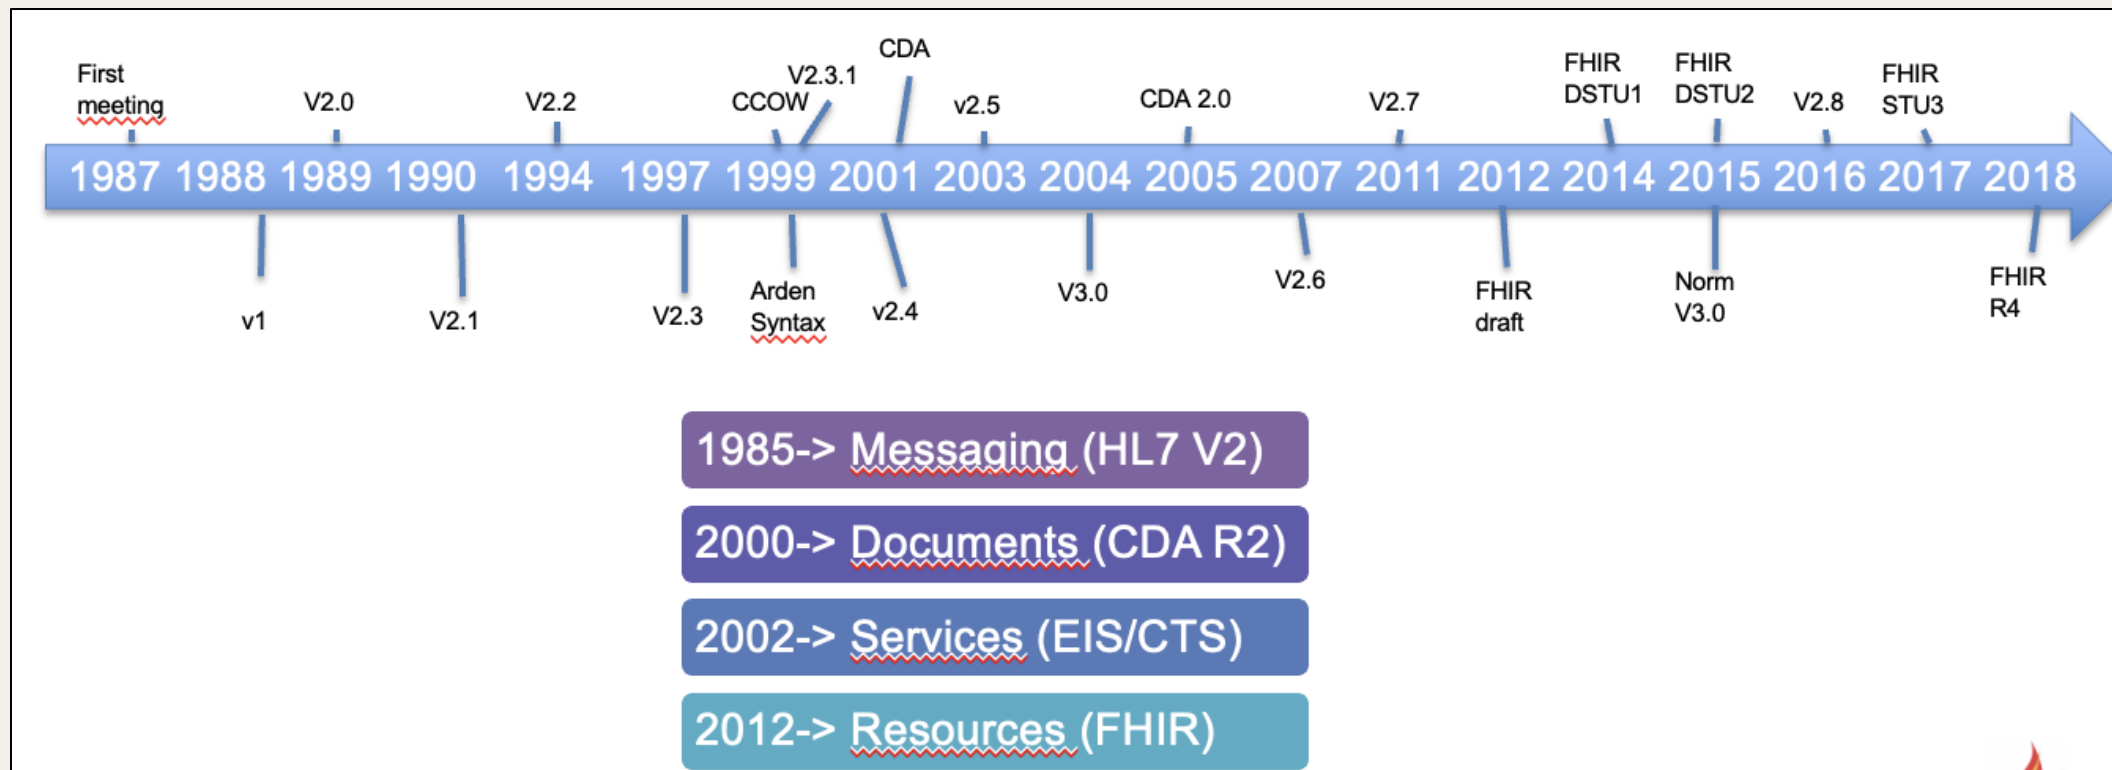 First
meeting
V2.0
V2.2
CCOW
V2.3.1
CDA
v2.5
CDA 2.0
V2.7
FHIR
DSTU1
FHIR
DSTU2
V2.8
FHIR
STU3
1987 1988 1989 1990 1994 1997 1999 2001 2003 2004 2005 2007 2011 2012 2014 2015 2016 2017 2018
v1
V2.1
V2.3
Arden
Syntax
v2.4
V3.0
V2.6
FHIR
draft
Norm
V3.0
FHIR
R4
1985-> Messaging (HL7 V2)
2000-> Documents (CDA R2)
2002-> Services (EIS/CTS)
2012-> Resources (FHIR)